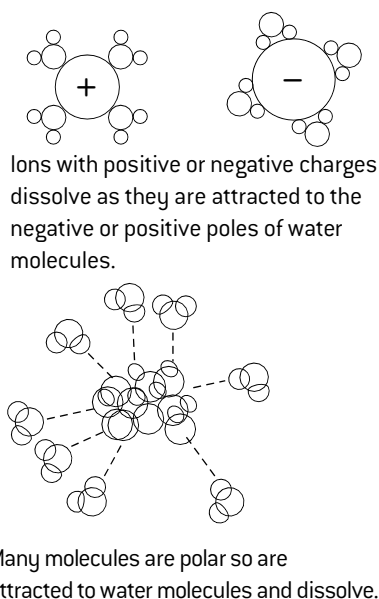 +
−
Ions with positive or negative charges
dissolve as they are attracted to the
negative or positive poles of water
molecules.
Many molecules are polar so are
attracted to water molecules and dissolve.